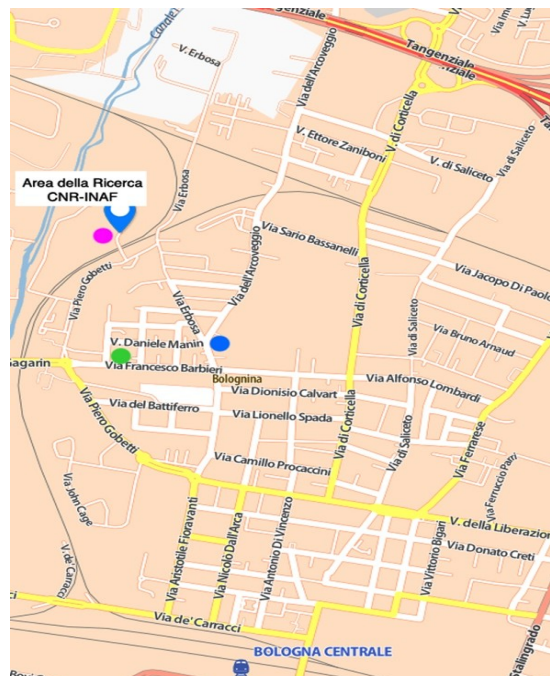 Canale
V. Erbosa
Via dell'Arcoveggio
Tangenziale
V. Ettore Zaniboni
V. di Corticella
V. di Saliceto
Via di Saliceto
Area della Ricerca
CNR-INAF
Via Erbosa
Via Sario Bassanelli
Via Jacopo Di Paolo
Via Piero Gobetti
Via Erbosa
Via dell'Arcoveggio
Via di Corticella
Via di Saliceto
Via Bruno Arnaud
V. Daniele Manin
Gagarin
Via Francesco Barbieri
Bolognina
Via Alfonso Lombardi
Via Dionisio Calvart
Via Piero Gobetti
Via del Battiferro
Via Lionello Spada
Via di Corticella
Via di Saliceto
Via Ferrarese
Via Camillo Procaccini
Via Ferruccio Parri
Via John Cage
Via Aristotile Fioravanti
Via Nicolò Dall'Arca
Via Antonio Di Vincenzo
V. della Liberazion
Via Donato Creti
Via Vittorio Bigari
V. de' Carracci
Via de' Carracci
Stalingrado
BOLOGNA CENTRALE